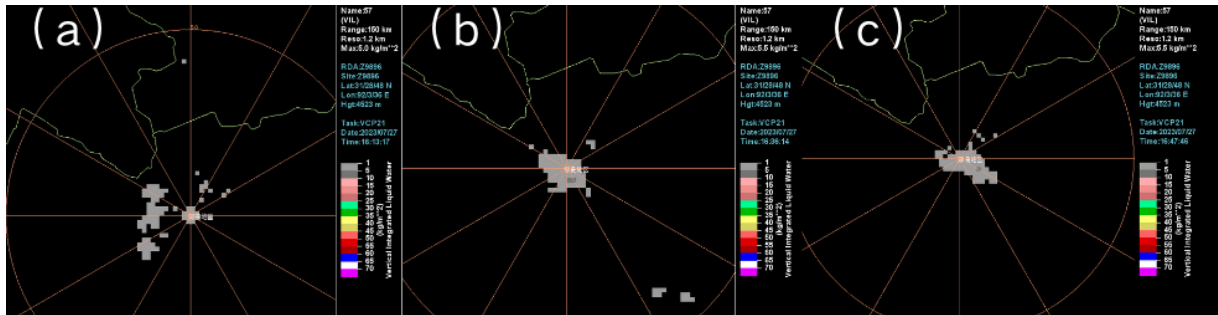 (a)
50
Name:57
(VIL)
Range:150 km
Reso:1.2 km
Max:5.0 kg/m**2
RDA:Z9896
Site:Z9896
Lat:31/28/48 N
Lon:92/3/36 E
Hgt:4523 m
Task:VCP21
Date:2023/07/27
Time:16:13:17
1
5
10
15
20
25
30
35
40
45
50
55
60
65
70
Vertical Integrated Liquid Water
(kg/m**2)
(b)
Name:57
(VIL)
Range:150 km
Reso:1.2 km
Max:5.5 kg/m**2
RDA:Z9896
Site:Z9896
Lat:31/28/48 N
Lon:92/3/36 E
Hgt:4523 m
Task:VCP21
Date:2023/07/27
Time:16:36:14
1
5
10
15
20
25
30
35
40
45
50
55
60
65
70
Vertical Integrated Liquid Water
(kg/m**2)
(c)
Name:57
(VIL)
Range:150 km
Reso:1.2 km
Max:5.5 kg/m**2
RDA:Z9896
Site:Z9896
Lat:31/28/48 N
Lon:92/3/36 E
Hgt:4523 m
Task:VCP21
Date:2023/07/27
Time:16:47:46
1
5
10
15
20
25
30
35
40
45
50
55
60
65
70
Vertical Integrated Liquid Water
(kg/m**2)